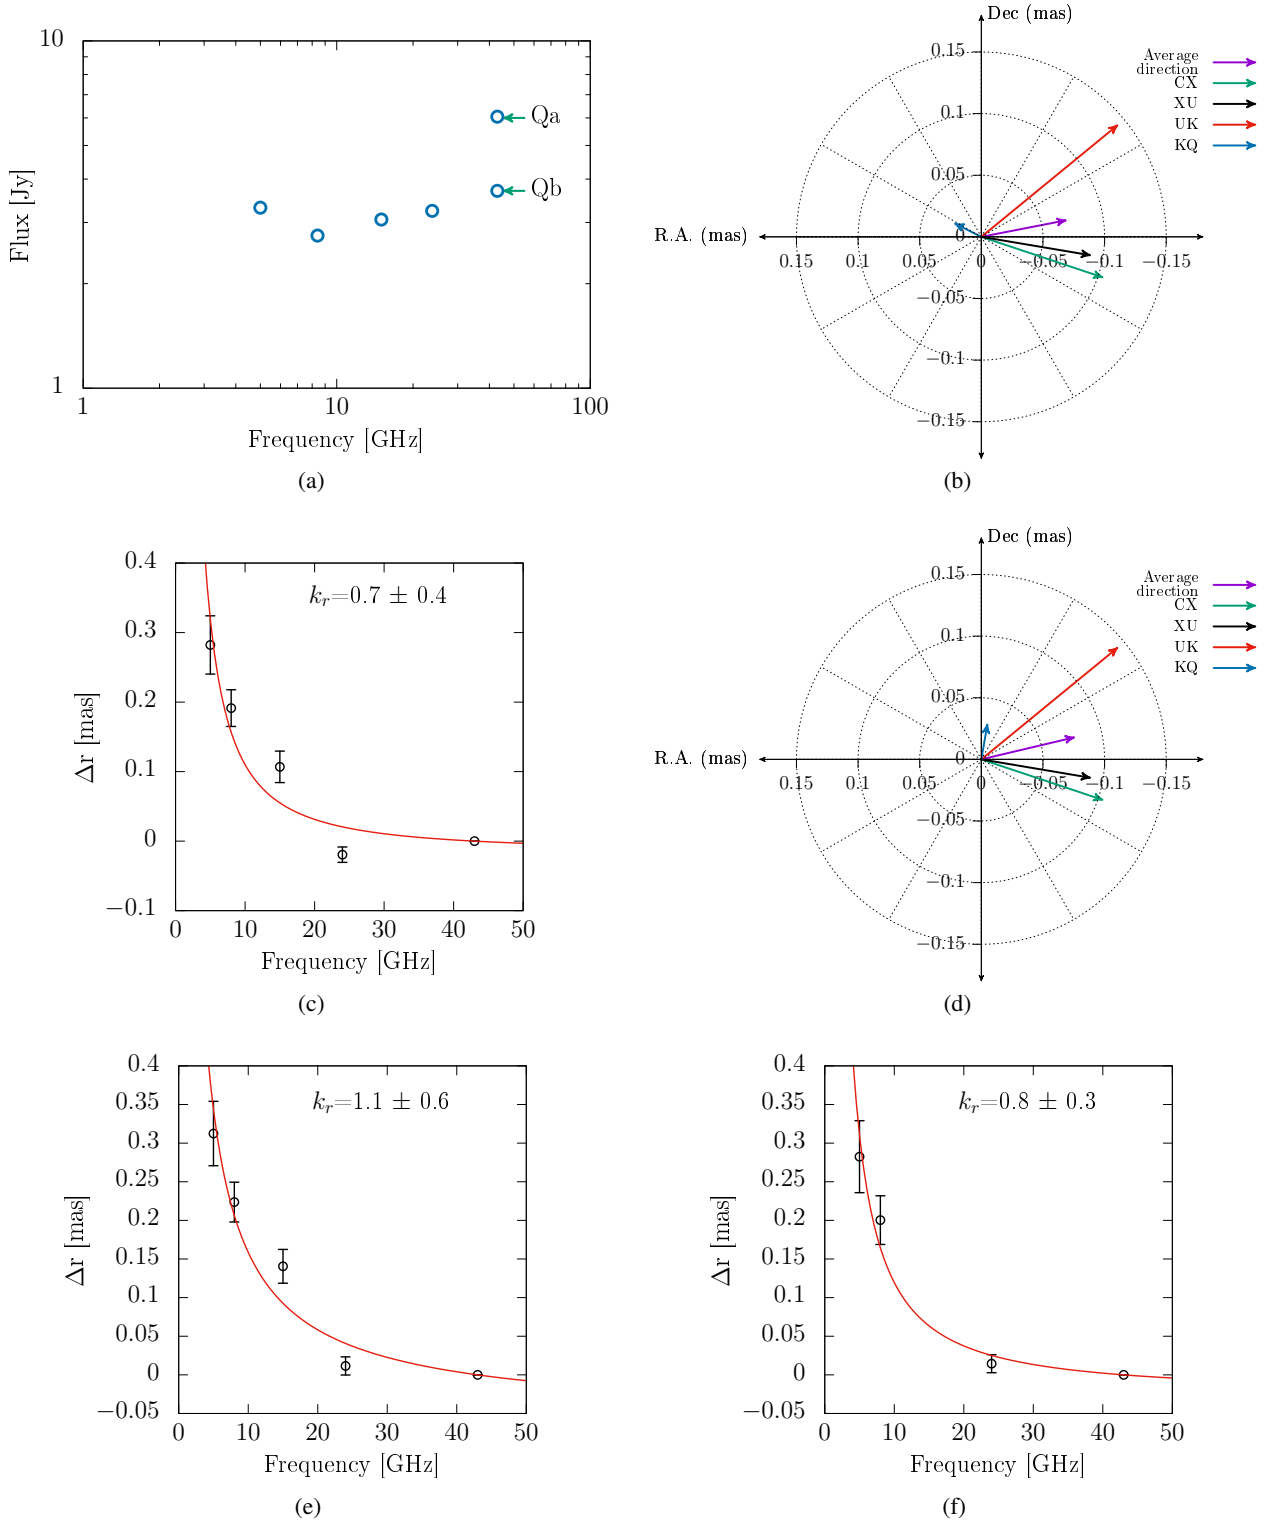 10
1
Flux [Jy]
Qa
Qb
1
10
100
Frequency [GHz]
(a)
Dec (mas)
0.15
0.1
0.05
0
−0.05
−0.1
−0.15
R.A. (mas)
0.15
0.1
0.05
0
−0.05
−0.1
−0.15
Average
direction
CX
XU
UK
KQ
(b)
0.4
0.3
0.2
0.1
0
−0.1
Δr [mas]
kr=0.7 ± 0.4
0
10
20
30
40
50
Frequency [GHz]
(c)
Dec (mas)
0.15
0.1
0.05
0
−0.05
−0.1
−0.15
R.A. (mas)
0.15
0.1
0.05
0
−0.05
−0.1
−0.15
Average
direction
CX
XU
UK
KQ
(d)
0.4
0.35
0.3
0.25
0.2
0.15
0.1
0.05
0
−0.05
Δr [mas]
kr=1.1 ± 0.6
0
10
20
30
40
50
Frequency [GHz]
(e)
0.4
0.35
0.3
0.25
0.2
0.15
0.1
0.05
0
−0.05
Δr [mas]
kr=0.8 ± 0.3
0
10
20
30
40
50
Frequency [GHz]
(f)